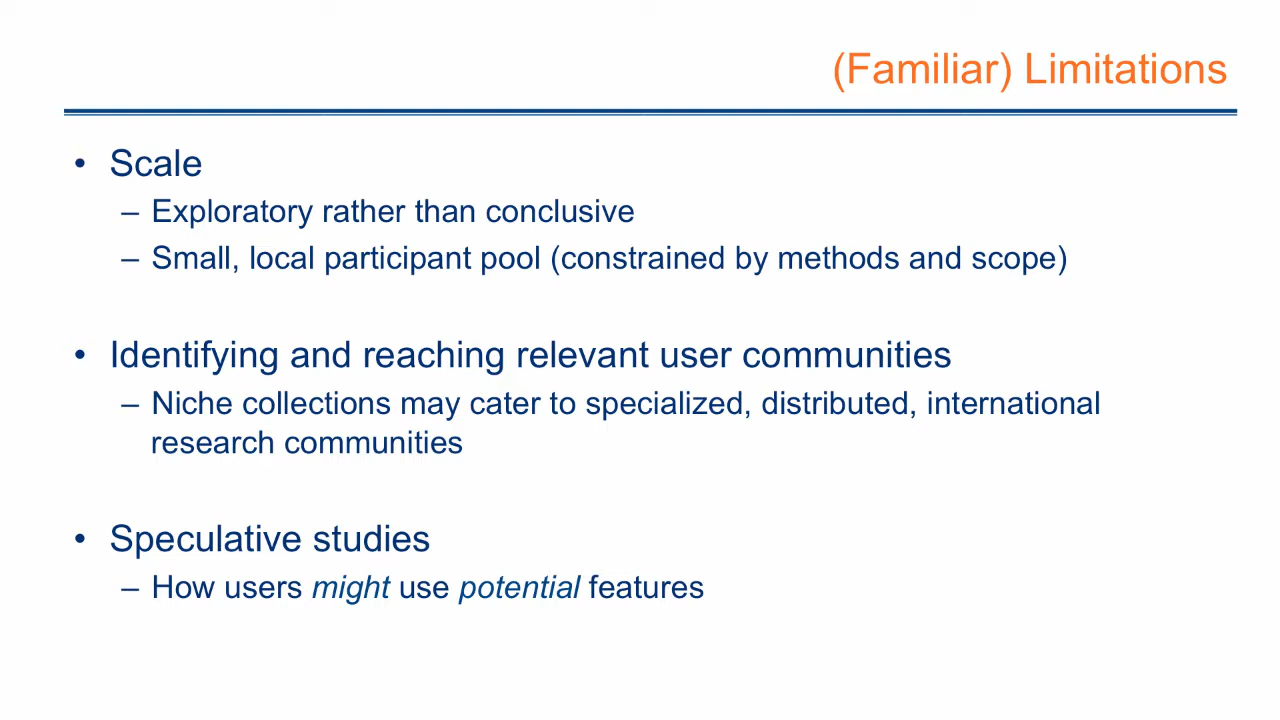 (Familiar) Limitations
• Scale
– Exploratory rather than conclusive
– Small, local participant pool (constrained by methods and scope)
• Identifying and reaching relevant user communities
– Niche collections may cater to specialized, distributed, international
research communities
• Speculative studies
– How users might use potential features